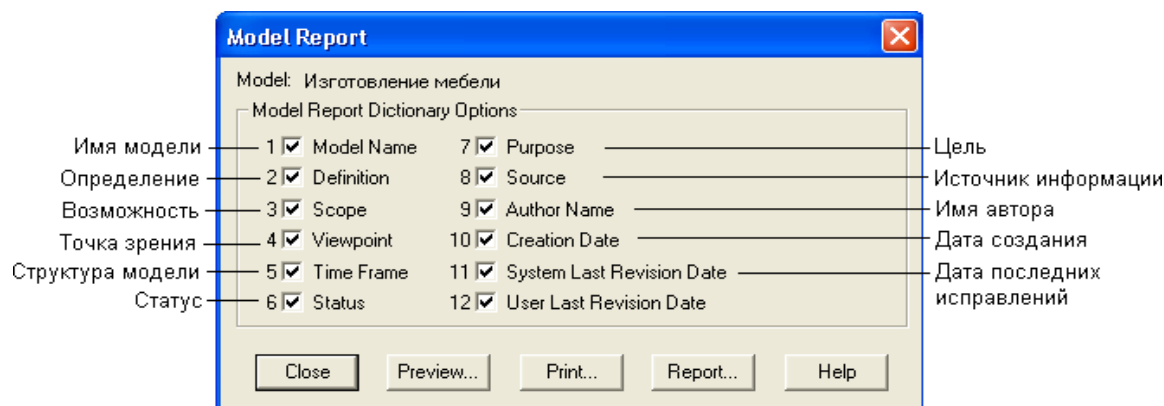 Model Report
Model: Изготовление мебели
Model Report Dictionary Options
Имя модели 1 Model Name 7 Purpose Цель
Определение 2 Definition 8 Source Источник информации
Возможность 3 Scope 9 Author Name Имя автора
Точка зрения 4 Viewpoint 10 Creation Date Дата создания
Структура модели 5 Time Frame 11 System Last Revision Date Дата последних
Статус 6 Status 12 User Last Revision Date исправлений
Close Preview... Print... Report... Help